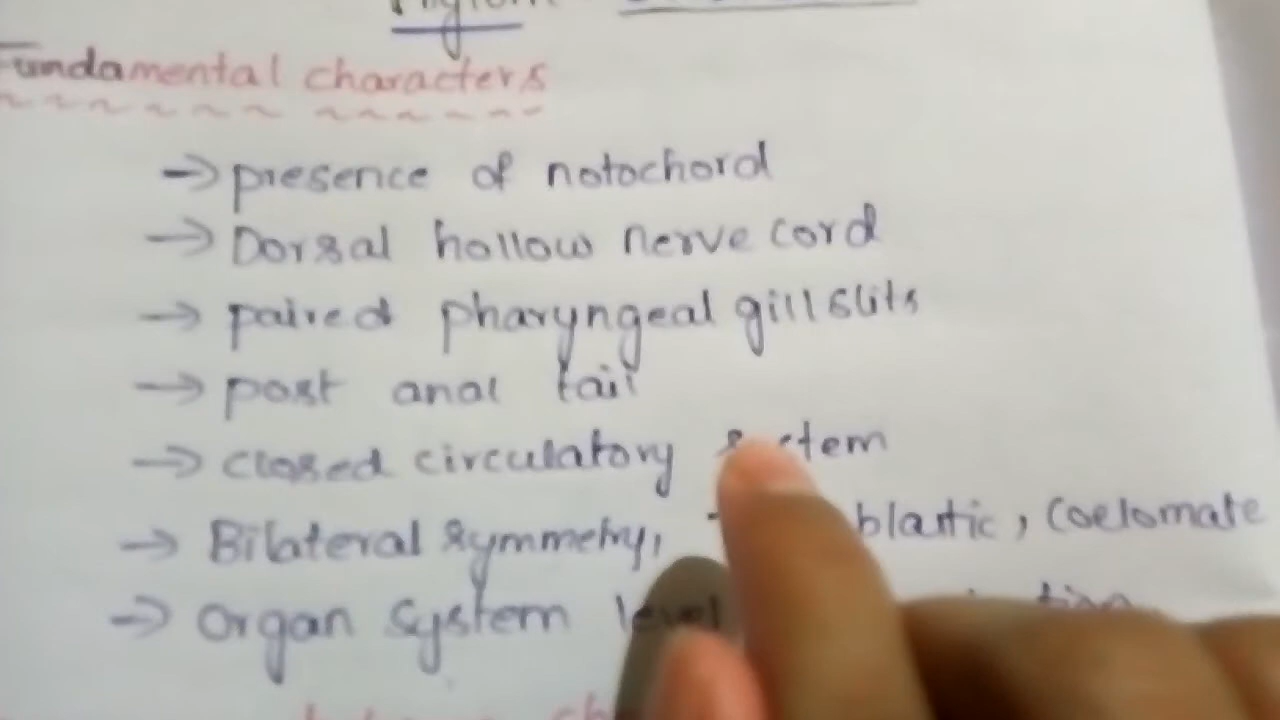 Fundamental characters
→ presence of notochord
→ Dorsal hollow nerve cord
→ paired pharyngeal gill slits
→ post anal tail
→ closed circulatory system
→ Bilateral symmetry, blastic, coelomate
→ organ system level